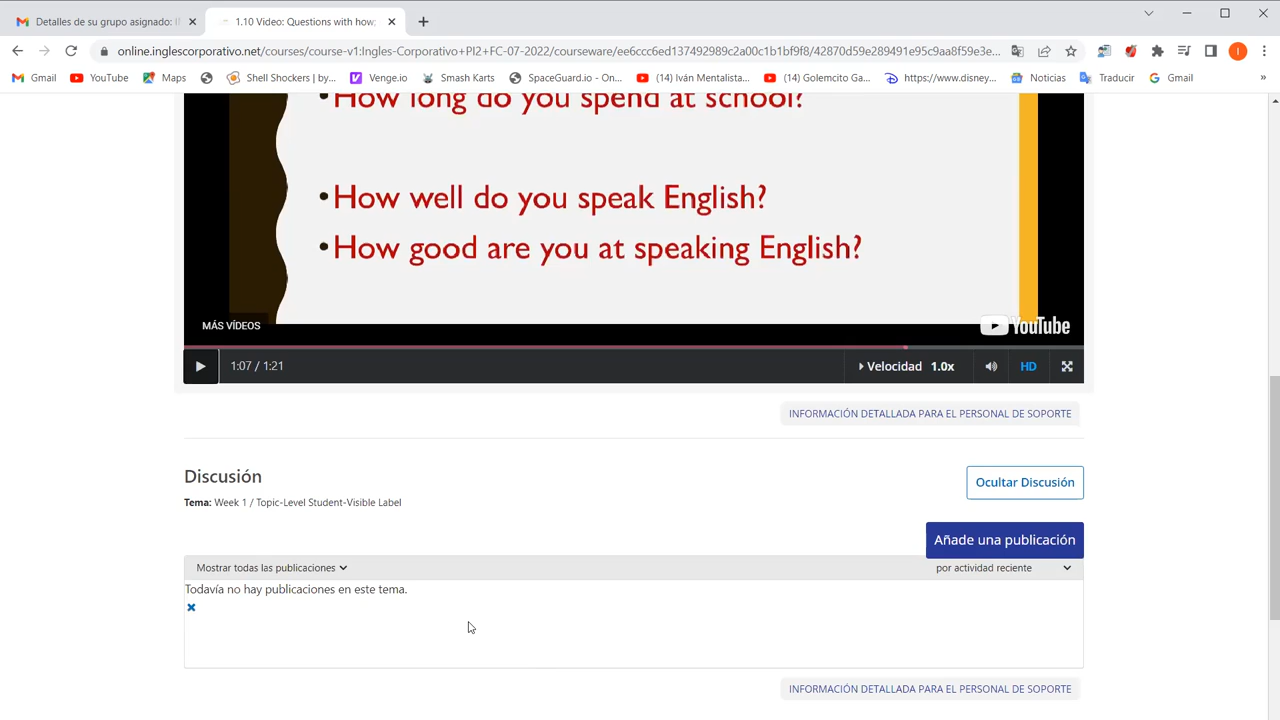 Detalles de su grupo asignado: I
1.10 Video: Questions with how;
online.inglescorporativo.net/courses/course-v1:Ingles-Corporativo+PI2+FC-07-2022/courseware/ee6ccc6ed137492989c2a00c1b1bf9f8/42870d59e289491e95c9aa8f59e3e...
I
Gmail
YouTube
Maps
Shell Shockers | by...
Venge.io
Smash Karts
SpaceGuard.io - On...
(14) Iván Mentalista...
(14) Golemcito Ga...
https://www.disney...
Noticias
Traducir
Gmail
»
•How long do you spend at school?
•How well do you speak English?
•How good are you at speaking English?
MÁS VÍDEOS
YouTube
1:07 / 1:21
Velocidad 1.0x
HD
INFORMACIÓN DETALLADA PARA EL PERSONAL DE SOPORTE
Discusión
Ocultar Discusión
Tema: Week 1 / Topic-Level Student-Visible Label
Añade una publicación
Mostrar todas las publicaciones
por actividad reciente
Todavía no hay publicaciones en este tema.
INFORMACIÓN DETALLADA PARA EL PERSONAL DE SOPORTE